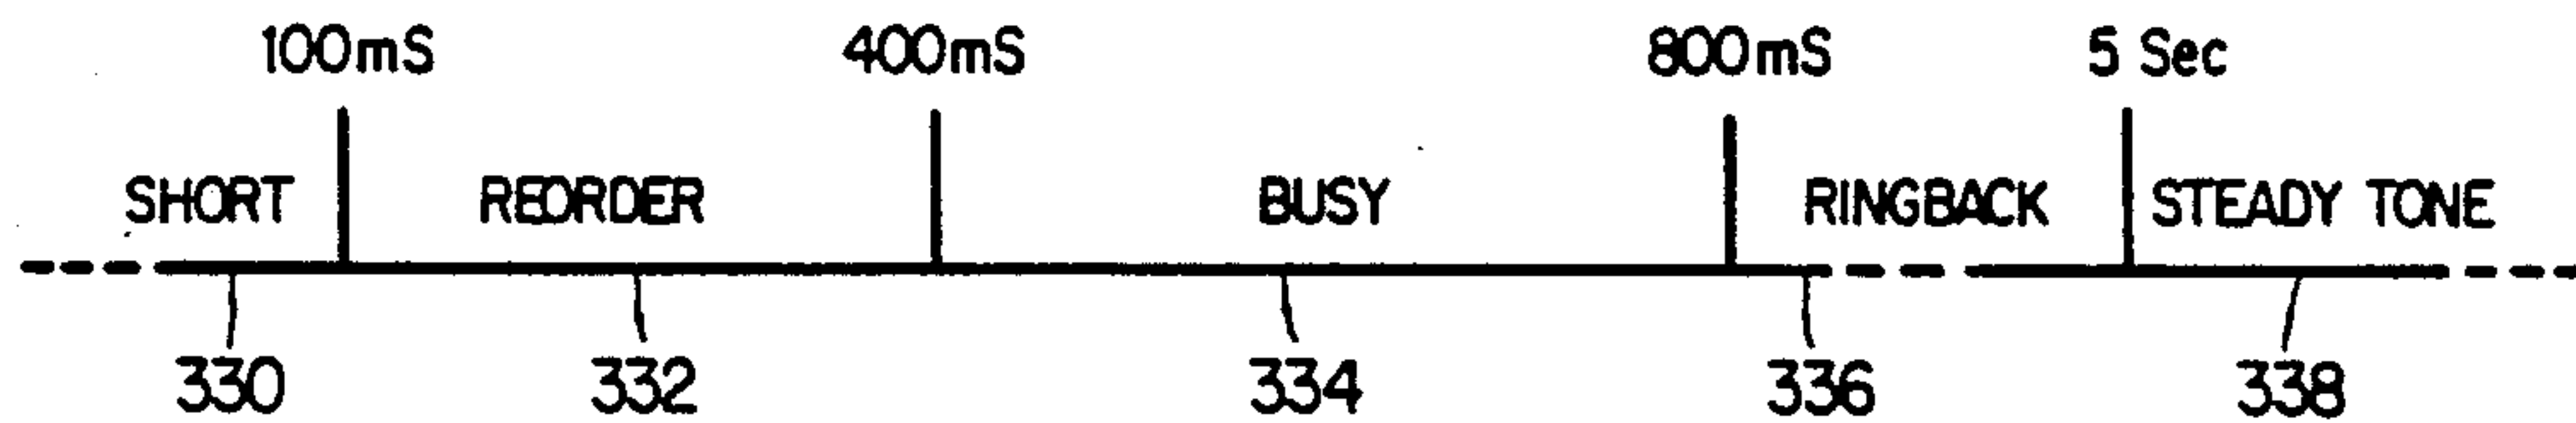 100mS 400mS 800mS 5 Sec
SHORT REORDER BUSY RINGBACK STEADY TONE
330 332 334 336 338